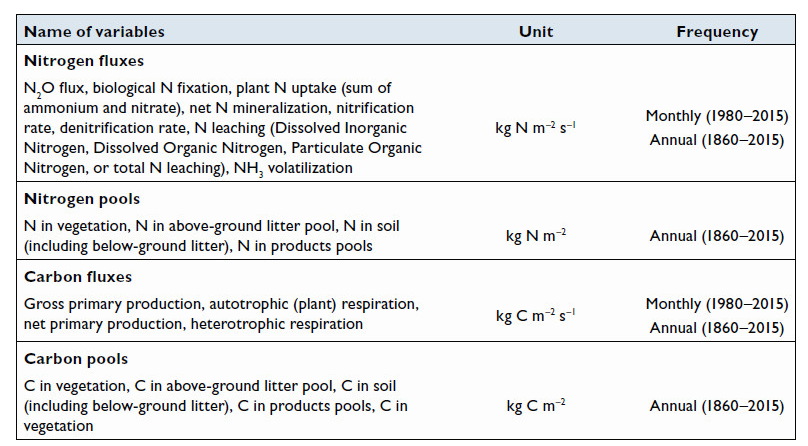 Name of variables Unit Frequency
Nitrogen fluxes
N₂O flux, biological N fixation, plant N uptake (sum of
ammonium and nitrate), net N mineralization, nitrification
rate, denitrification rate, N leaching (Dissolved Inorganic
Nitrogen, Dissolved Organic Nitrogen, Particulate Organic
Nitrogen, or total N leaching), NH₃ volatilization
kg N m⁻² s⁻¹
Monthly (1980–2015)
Annual (1860–2015)
Nitrogen pools
N in vegetation, N in above-ground litter pool, N in soil
(including below-ground litter), N in products pools
kg N m⁻²
Annual (1860–2015)
Carbon fluxes
Gross primary production, autotrophic (plant) respiration,
net primary production, heterotrophic respiration
kg C m⁻² s⁻¹
Monthly (1980–2015)
Annual (1860–2015)
Carbon pools
C in vegetation, C in above-ground litter pool, C in soil
(including below-ground litter), C in products pools, C in
vegetation
kg C m⁻²
Annual (1860–2015)